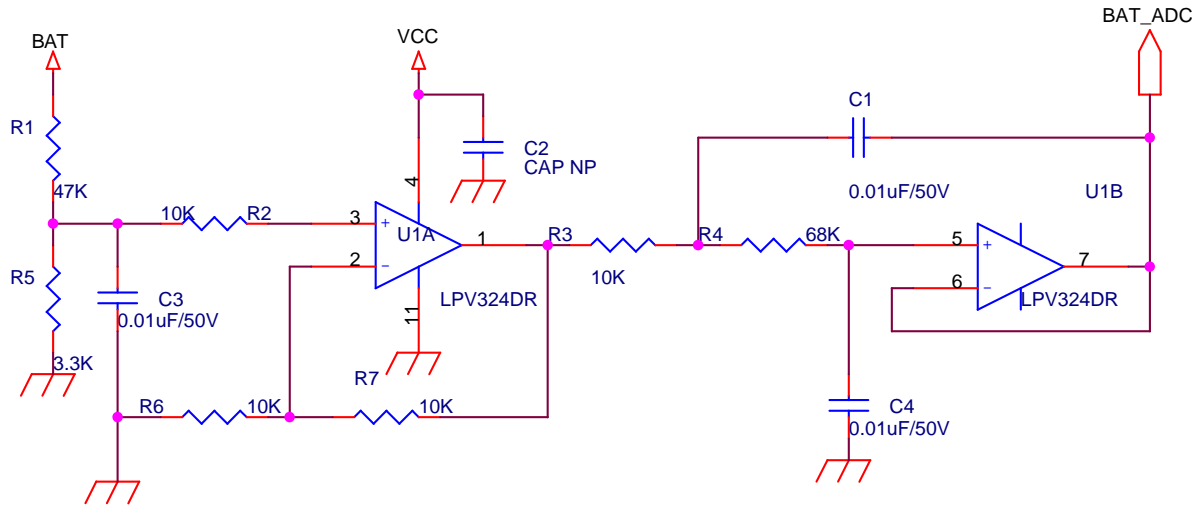 BAT_ADC
BAT
VCC
C1
R1
C2
CAP NP
4
47K
0.01uF/50V
U1B
10K
R2
3
+
U1A
1
R3
R4
68K
5
+
2
−
7
6
−
R5
10K
C3
0.01uF/50V
11
LPV324DR
LPV324DR
3.3K
R7
R6
10K
10K
C4
0.01uF/50V